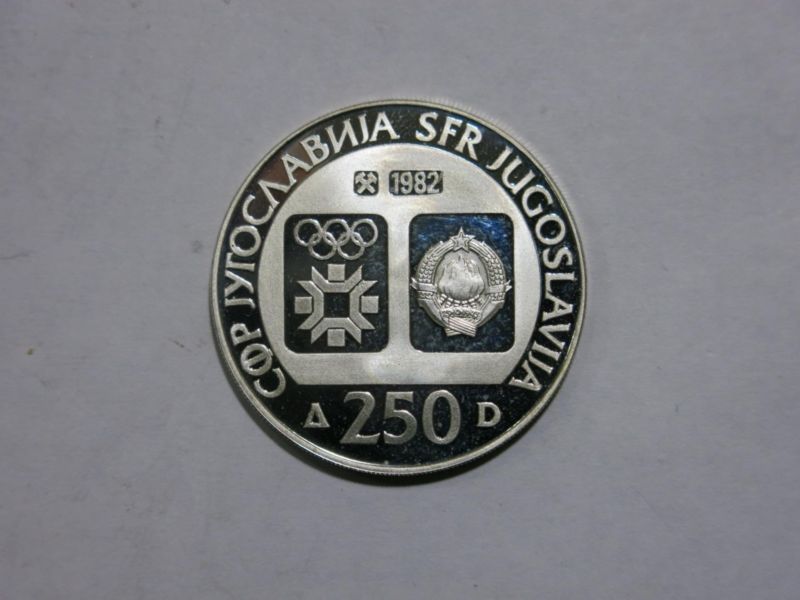 СФР ЈУГОСЛАВИЈА SFR JUGOSLAVIJA
1982
Д 250 D